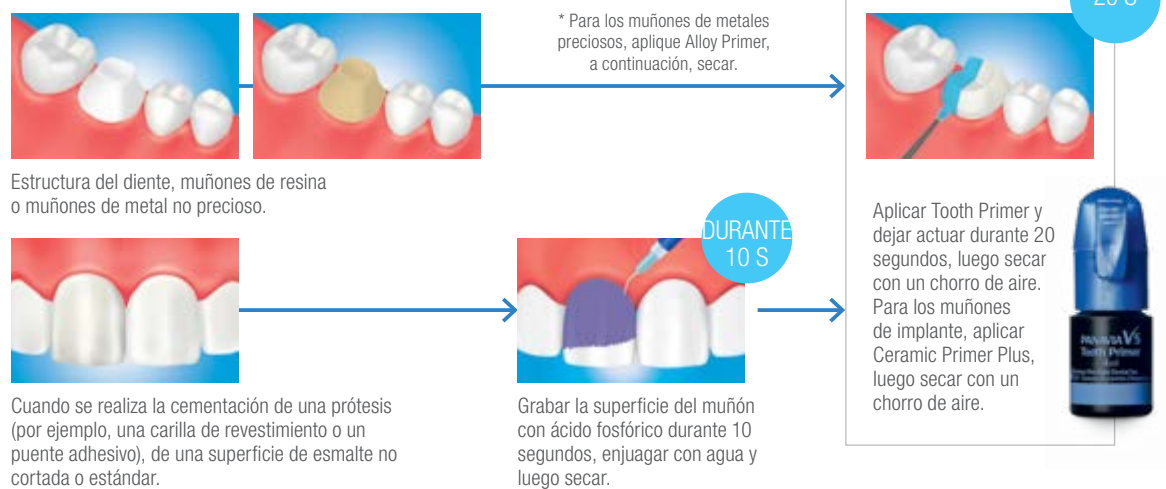 * Para los muñones de metales
preciosos, aplique Alloy Primer,
a continuación, secar.
Estructura del diente, muñones de resina
o muñones de metal no precioso.
DURANTE
10 S
Cuando se realiza la cementación de una prótesis
(por ejemplo, una carilla de revestimiento o un
puente adhesivo), de una superficie de esmalte no
cortada o estándar.
Grabar la superficie del muñón
con ácido fosfórico durante 10
segundos, enjuagar con agua y
luego secar.
20 S
Aplicar Tooth Primer y
dejar actuar durante 20
segundos, luego secar
con un chorro de aire.
Para los muñones
de implante, aplicar
Ceramic Primer Plus,
luego secar con un
chorro de aire.
PANAVIA V5
Tooth Primer